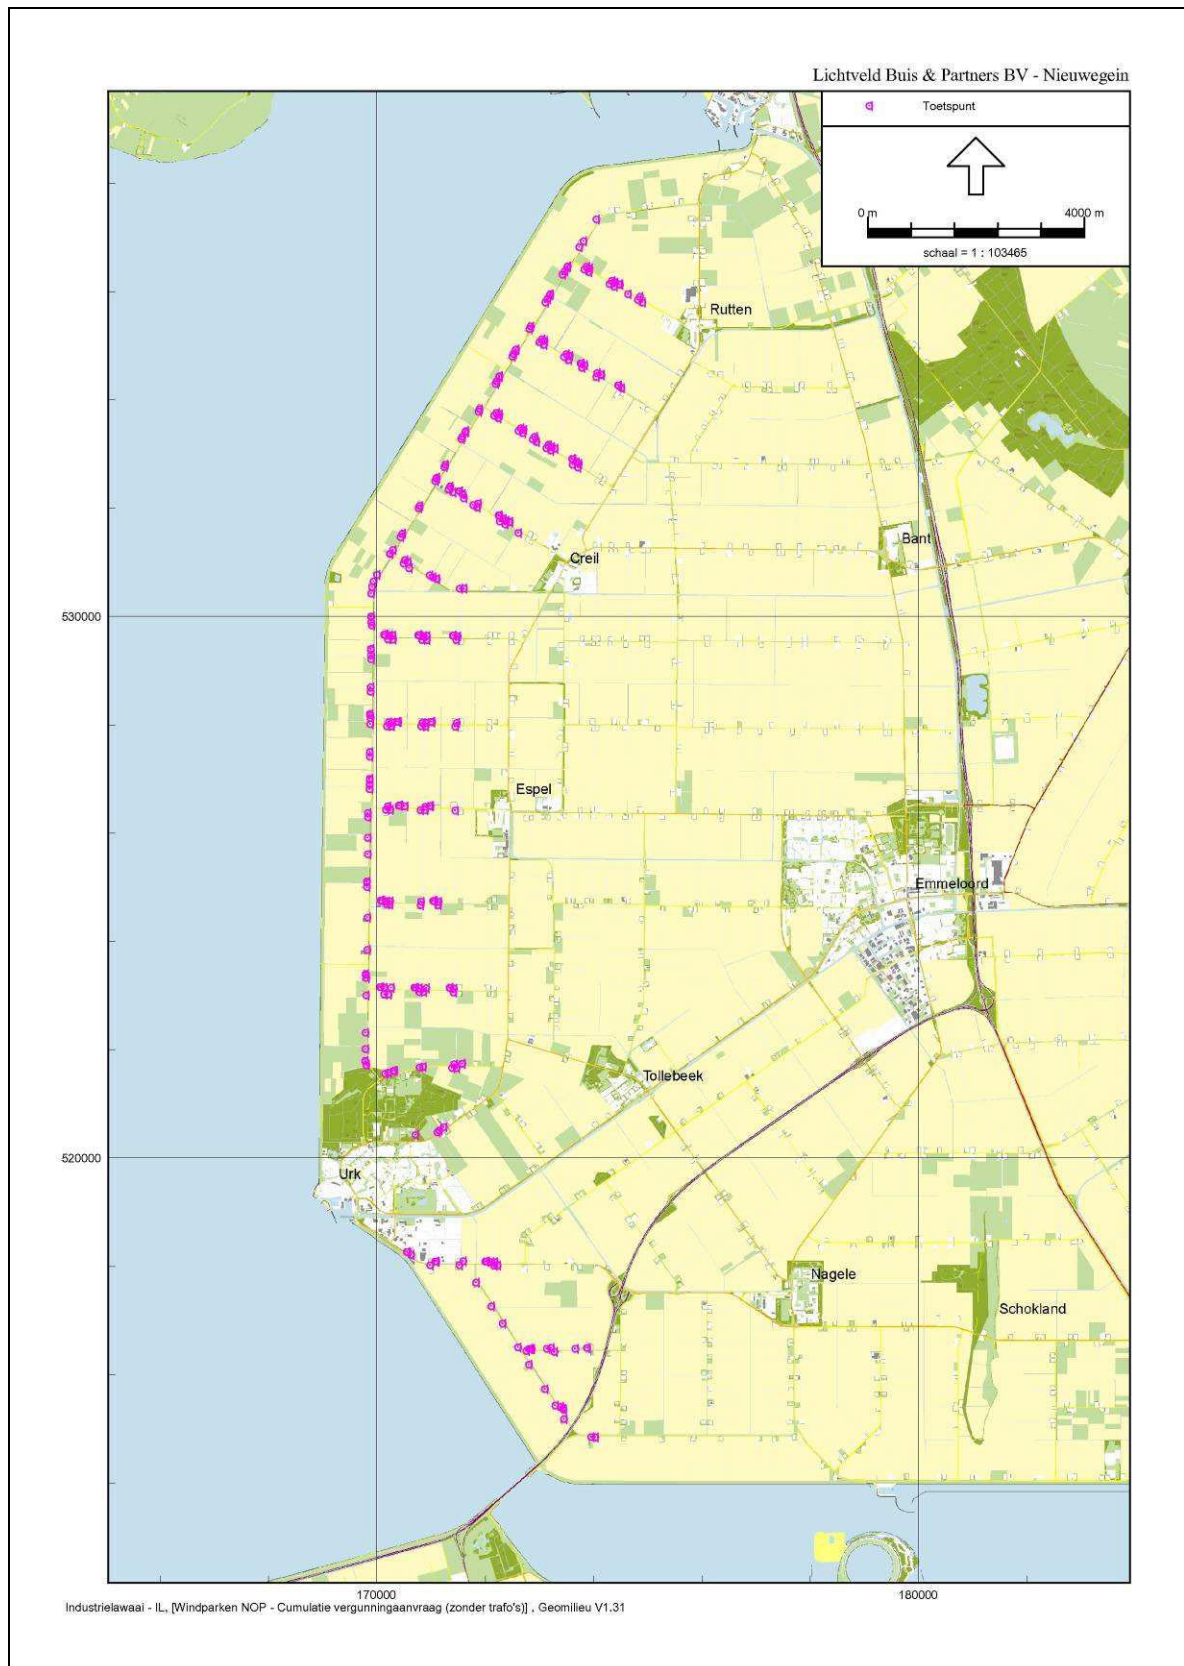 Lichtveld Buis & Partners BV - Nieuwegein
Toetspunt
0 m 4000 m
schaal = 1 : 103465
Rutten
Bant
Creil
530000
Espel
Emmeloord
Tollebeek
520000
Urk
Nagele
Schokland
170000 180000
Industrielawaai - IL, [Windparken NOP - Cumulatie vergunningaanvraag (zonder trafo's)] , Geomilieu V1.31